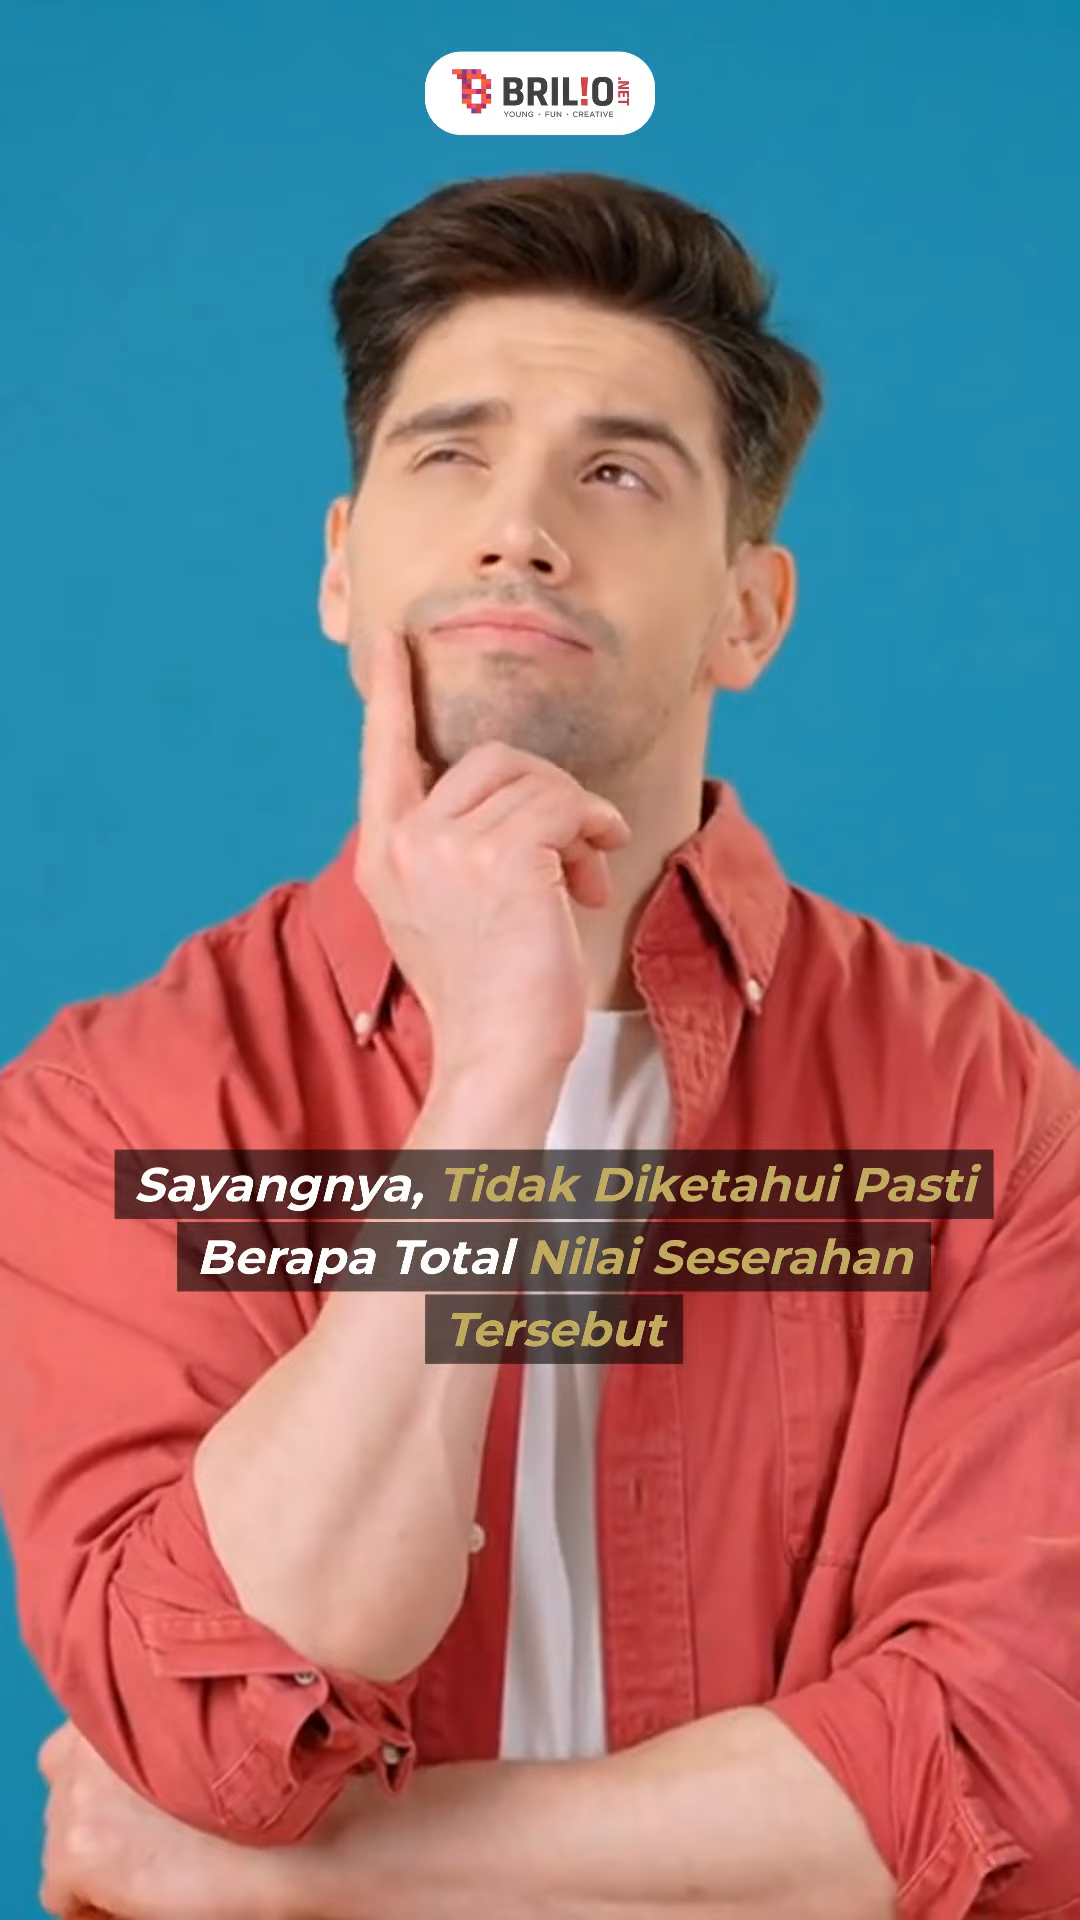 BRIL!O.NET
YOUNG • FUN • CREATIVE
Sayangnya, Tidak Diketahui Pasti
Berapa Total Nilai Seserahan
Tersebut